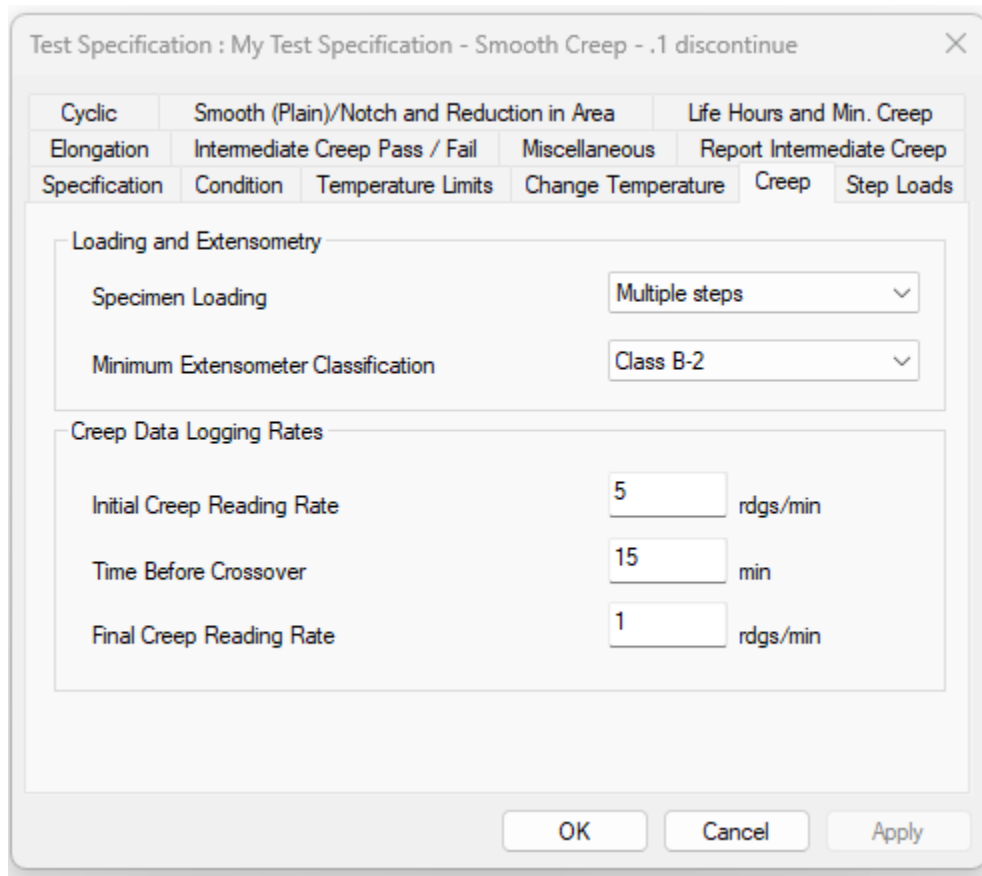 Test Specification : My Test Specification - Smooth Creep - .1 discontinue
Cyclic Smooth (Plain)/Notch and Reduction in Area Life Hours and Min. Creep
Elongation Intermediate Creep Pass / Fail Miscellaneous Report Intermediate Creep
Specification Condition Temperature Limits Change Temperature Creep Step Loads
Loading and Extensometry
Specimen Loading Multiple steps
Minimum Extensometer Classification Class B-2
Creep Data Logging Rates
Initial Creep Reading Rate 5 rdgs/min
Time Before Crossover 15 min
Final Creep Reading Rate 1 rdgs/min
OK Cancel Apply